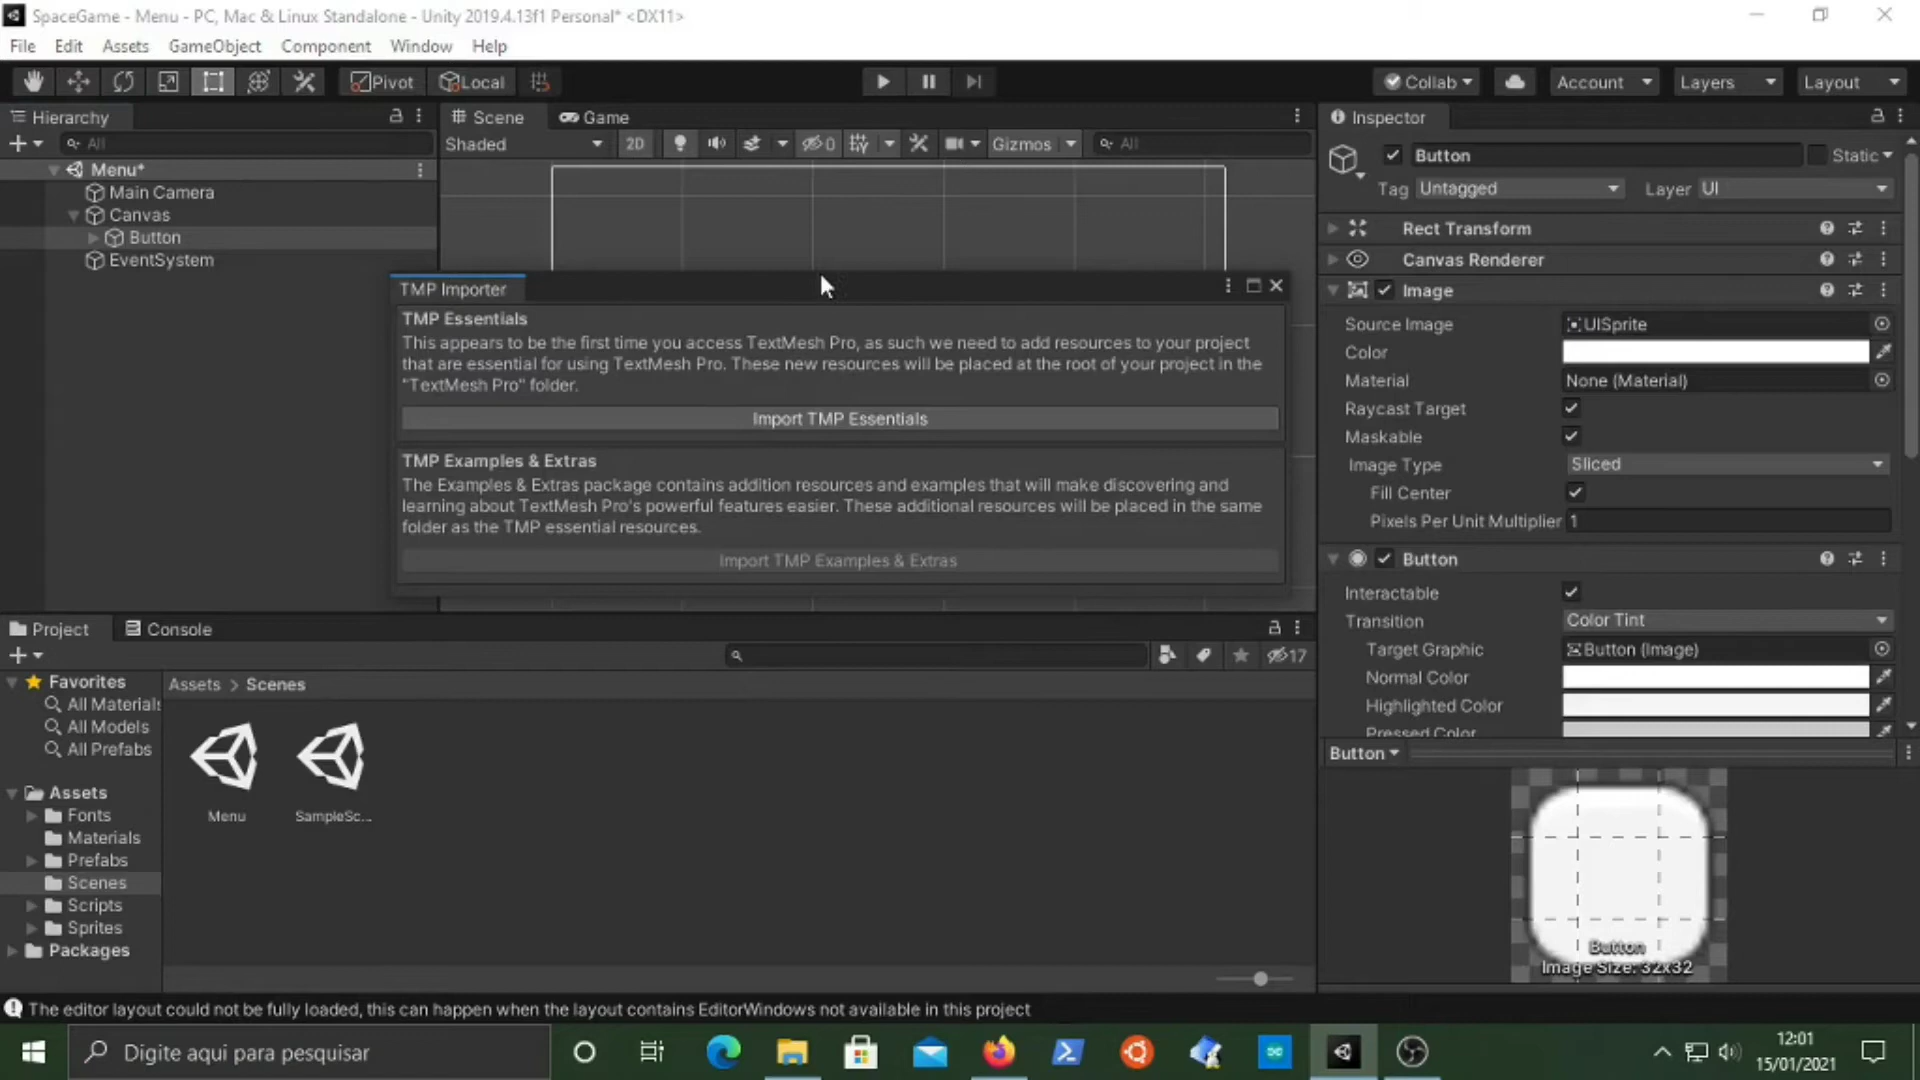 SpaceGame - Menu - PC, Mac & Linux Standalone - Unity 2019.4.13f1 Personal* <DX11>
File Edit Assets GameObject Component Window Help
Pivot Local Collab Account Layers Layout
Hierarchy
All
Menu*
Main Camera
Canvas
Button
EventSystem
Scene Game
Shaded 2D 0 Gizmos All
TMP Importer
TMP Essentials
This appears to be the first time you access TextMesh Pro, as such we need to add resources to your project
that are essential for using TextMesh Pro. These new resources will be placed at the root of your project in the
"TextMesh Pro" folder.
Import TMP Essentials
TMP Examples & Extras
The Examples & Extras package contains addition resources and examples that will make discovering and
learning about TextMesh Pro's powerful features easier. These additional resources will be placed in the same
folder as the TMP essential resources.
Import TMP Examples & Extras
Inspector
Button Static
Tag Untagged Layer UI
Rect Transform
Canvas Renderer
Image
Source Image UISprite
Color
Material None (Material)
Raycast Target
Maskable
Image Type Sliced
Fill Center
Pixels Per Unit Multiplier 1
Button
Interactable
Transition Color Tint
Target Graphic Button (Image)
Normal Color
Highlighted Color
Pressed Color
Button
Button
Image Size: 32x32
Project Console
17
Favorites
All Materials
All Models
All Prefabs
Assets
Fonts
Materials
Prefabs
Scenes
Scripts
Sprites
Packages
Assets > Scenes
Menu
SampleSc...
The editor layout could not be fully loaded, this can happen when the layout contains EditorWindows not available in this project
Digite aqui para pesquisar
12:01
15/01/2021